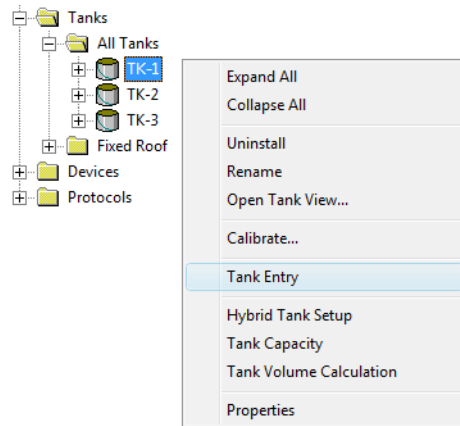 Tanks
All Tanks
TK-1
TK-2
TK-3
Fixed Roof
Devices
Protocols
Expand All
Collapse All
Uninstall
Rename
Open Tank View...
Calibrate...
Tank Entry
Hybrid Tank Setup
Tank Capacity
Tank Volume Calculation
Properties